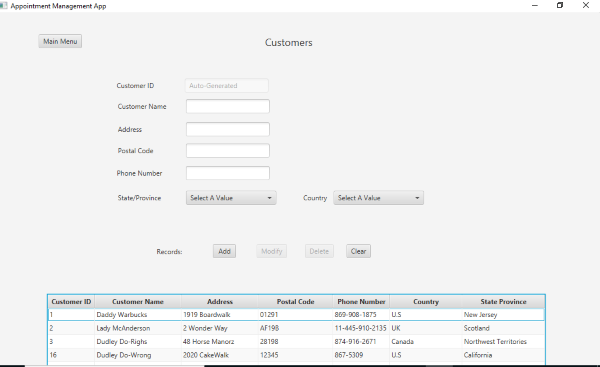 Appointment Management App
Main Menu
Customers
Customer ID Auto-Generated
Customer Name
Address
Postal Code
Phone Number
State/Province Select A Value Country Select A Value
Records: Add Modify Delete Clear
Customer ID Customer Name Address Postal Code Phone Number Country State Province
1 Daddy Warbucks 1919 Boardwalk 01291 869-908-1875 U.S New Jersey
2 Lady McAnderson 2 Wonder Way AF19B 11-445-910-2135 UK Scotland
3 Dudley Do-Righs 48 Horse Manorz 28198 874-916-2671 Canada Northwest Territories
16 Dudley Do-Wrong 2020 CakeWalk 12345 867-5309 U.S California